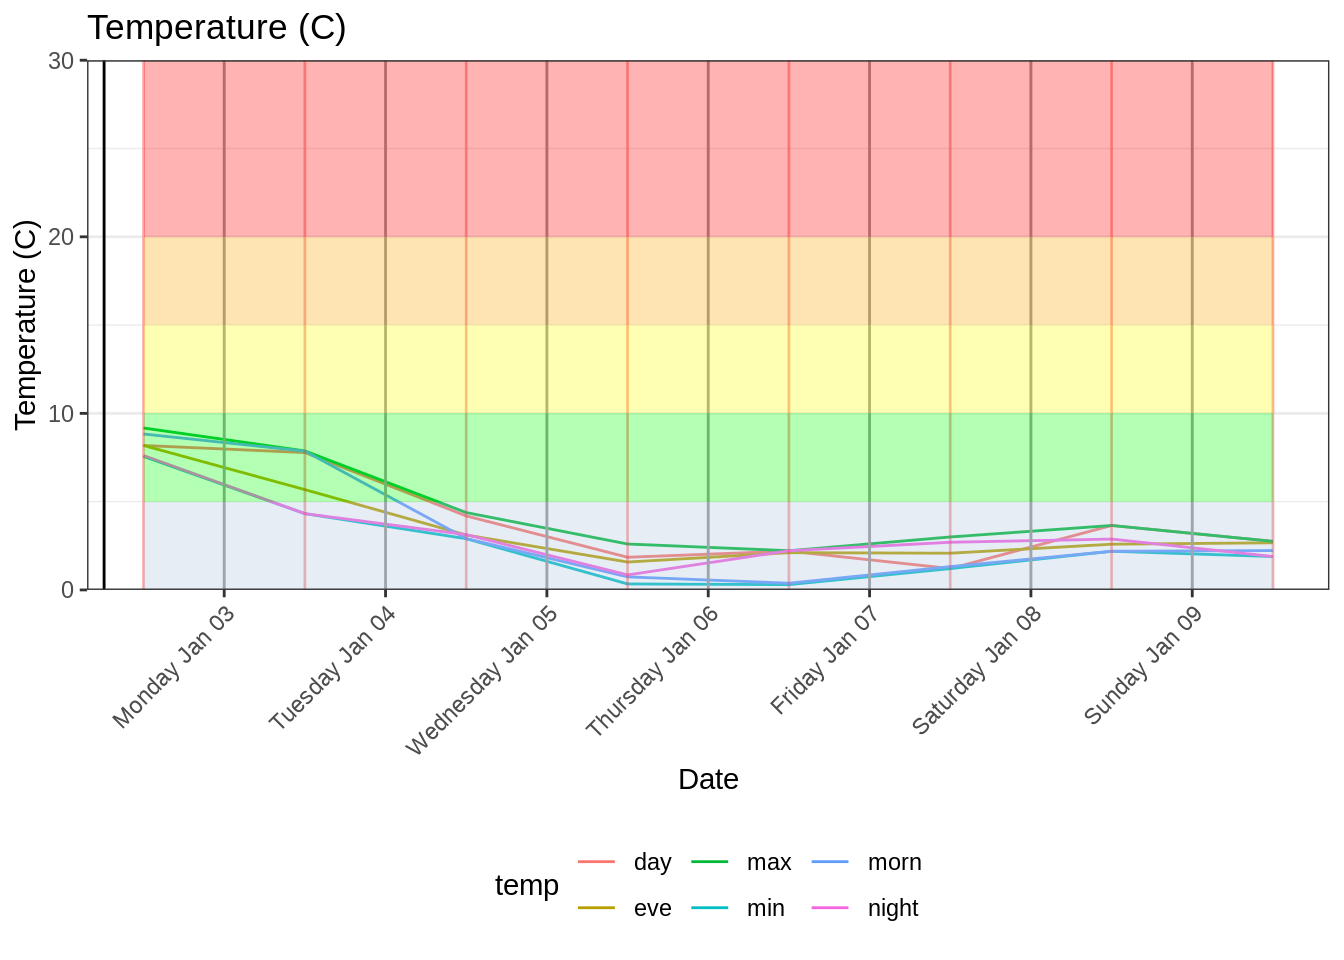 Temperature (C)
Temperature (C)
30
20
10
0
Monday Jan 03
Tuesday Jan 04
Wednesday Jan 05
Thursday Jan 06
Friday Jan 07
Saturday Jan 08
Sunday Jan 09
Date
temp
day
max
morn
eve
min
night